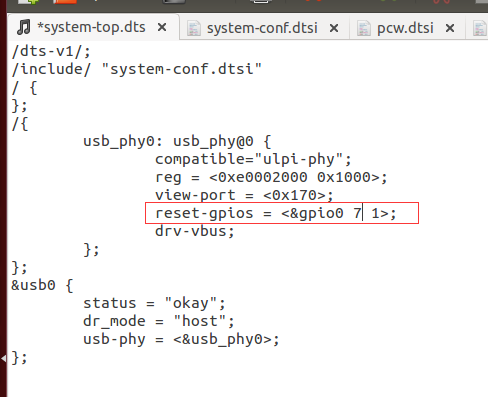 *system-top.dts × system-conf.dtsi × pcw.dtsi ×
/dts-v1/;
/include/ "system-conf.dtsi"
/ {
};
/{
usb_phy0: usb_phy@0 {
compatible="ulpi-phy";
reg = <0xe0002000 0x1000>;
view-port = <0x170>;
reset-gpios = <&gpio0 7 1>;
drv-vbus;
};
};
&usb0 {
status = "okay";
dr_mode = "host";
usb-phy = <&usb_phy0>;
};